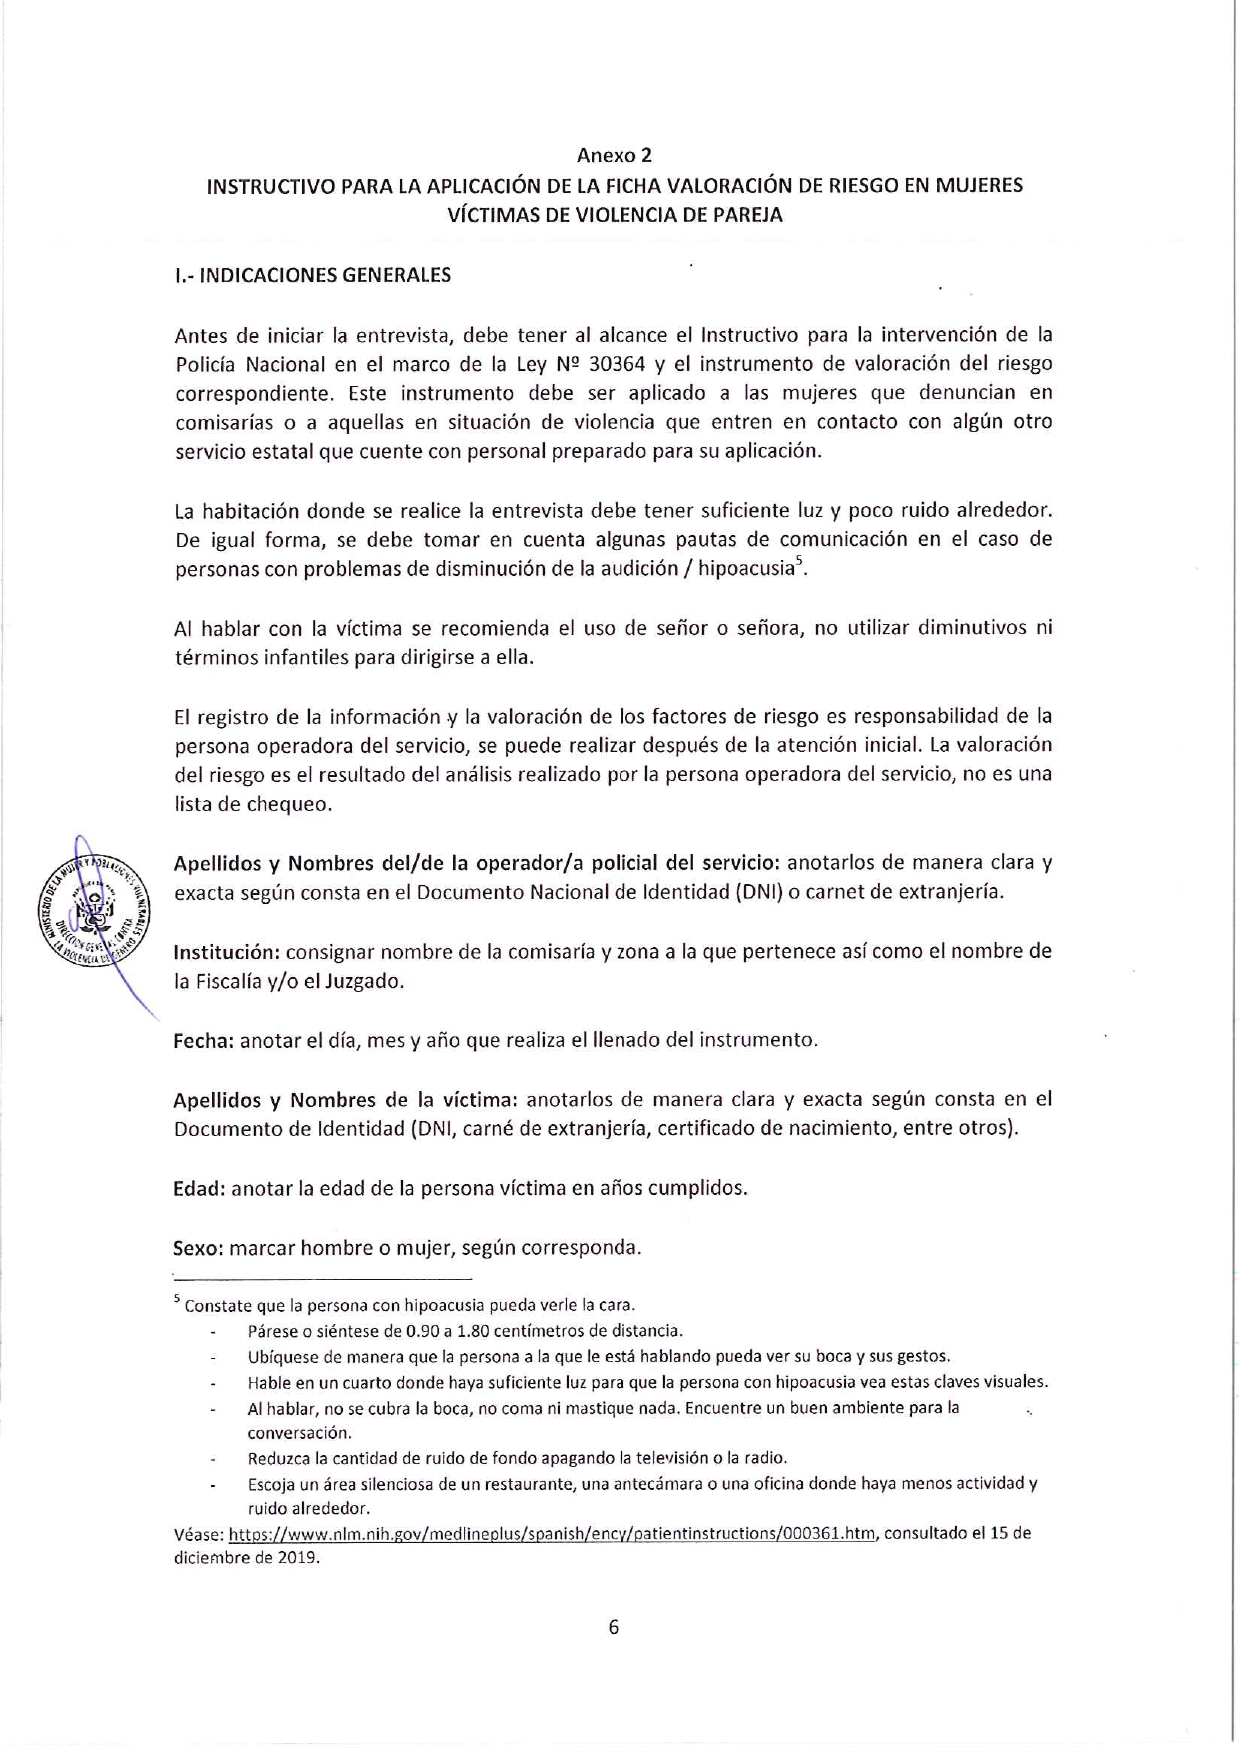 Anexo 2
INSTRUCTIVO PARA LA APLICACIÓN DE LA FICHA VALORACIÓN DE RIESGO EN MUJERES
VÍCTIMAS DE VIOLENCIA DE PAREJA
I.- INDICACIONES GENERALES
Antes de iniciar la entrevista, debe tener al alcance el Instructivo para la intervención de la
Policía Nacional en el marco de la Ley Nº 30364 y el instrumento de valoración del riesgo
correspondiente. Este instrumento debe ser aplicado a las mujeres que denuncian en
comisarías o a aquellas en situación de violencia que entren en contacto con algún otro
servicio estatal que cuente con personal preparado para su aplicación.
La habitación donde se realice la entrevista debe tener suficiente luz y poco ruido alrededor.
De igual forma, se debe tomar en cuenta algunas pautas de comunicación en el caso de
personas con problemas de disminución de la audición / hipoacusia⁵.
Al hablar con la víctima se recomienda el uso de señor o señora, no utilizar diminutivos ni
términos infantiles para dirigirse a ella.
El registro de la información y la valoración de los factores de riesgo es responsabilidad de la
persona operadora del servicio, se puede realizar después de la atención inicial. La valoración
del riesgo es el resultado del análisis realizado por la persona operadora del servicio, no es una
lista de chequeo.
MINISTERIO DE LA MUJER Y POBLACIONES VULNERABLES
DIRECCIÓN GENERAL CONTRA
LA VIOLENCIA DE GÉNERO
Apellidos y Nombres del/de la operador/a policial del servicio: anotarlos de manera clara y
exacta según consta en el Documento Nacional de Identidad (DNI) o carnet de extranjería.
Institución: consignar nombre de la comisaría y zona a la que pertenece así como el nombre de
la Fiscalía y/o el Juzgado.
Fecha: anotar el día, mes y año que realiza el llenado del instrumento.
Apellidos y Nombres de la víctima: anotarlos de manera clara y exacta según consta en el
Documento de Identidad (DNI, carné de extranjería, certificado de nacimiento, entre otros).
Edad: anotar la edad de la persona víctima en años cumplidos.
Sexo: marcar hombre o mujer, según corresponda.
⁵ Constate que la persona con hipoacusia pueda verle la cara.
- Párese o siéntese de 0.90 a 1.80 centímetros de distancia.
- Ubíquese de manera que la persona a la que le está hablando pueda ver su boca y sus gestos.
- Hable en un cuarto donde haya suficiente luz para que la persona con hipoacusia vea estas claves visuales.
- Al hablar, no se cubra la boca, no coma ni mastique nada. Encuentre un buen ambiente para la
conversación.
- Reduzca la cantidad de ruido de fondo apagando la televisión o la radio.
- Escoja un área silenciosa de un restaurante, una antecámara o una oficina donde haya menos actividad y
ruido alrededor.
Véase: https://www.nlm.nih.gov/medlineplus/spanish/ency/patientinstructions/000361.htm, consultado el 15 de
diciembre de 2019.
6